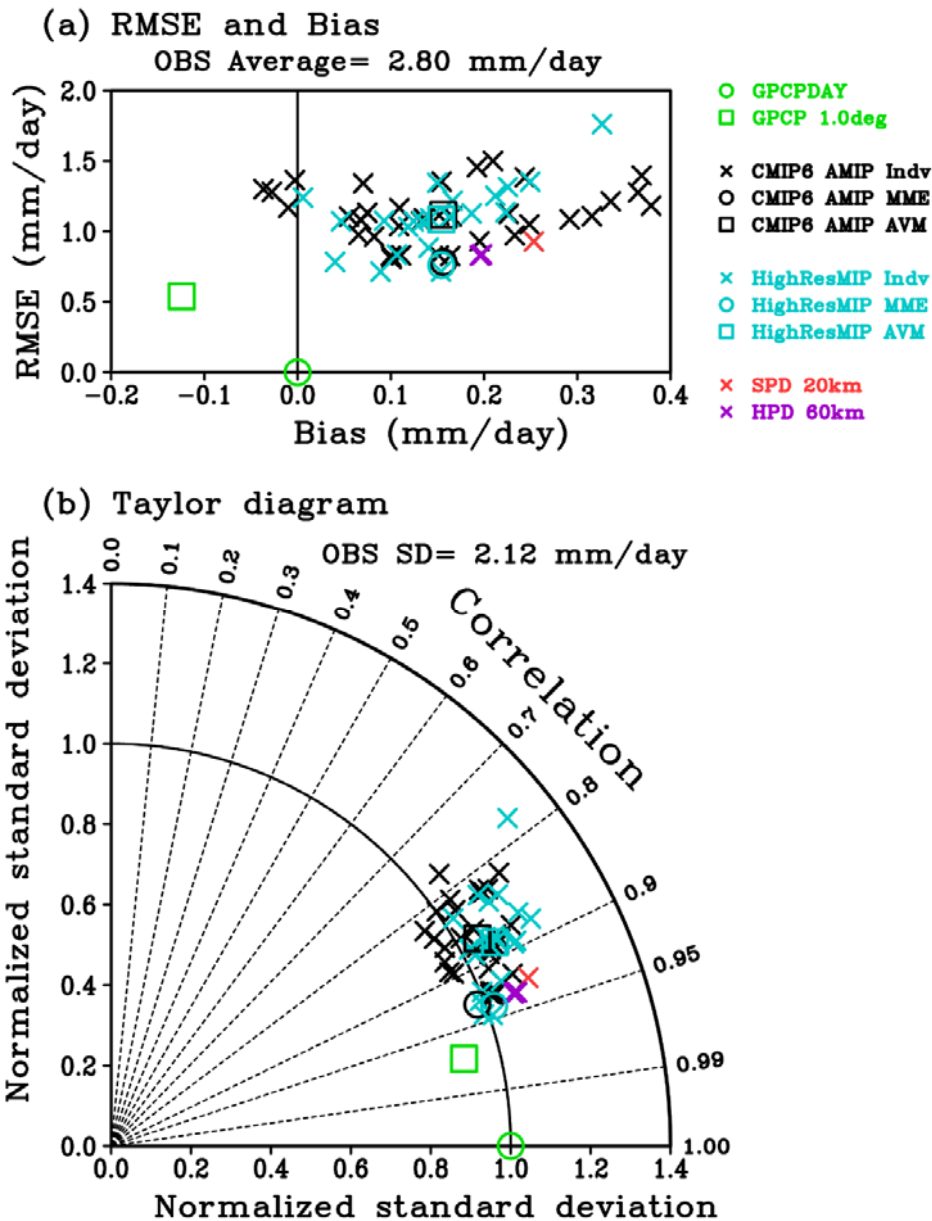 (a) RMSE and Bias
OBS Average= 2.80 mm/day
RMSE (mm/day)
2.0
1.5
1.0
0.5
0.0
-0.2
-0.1
0.0
0.1
0.2
0.3
0.4
Bias (mm/day)
GPCPDAY
GPCP 1.0deg
CMIP6 AMIP Indv
CMIP6 AMIP MME
CMIP6 AMIP AVM
HighResMIP Indv
HighResMIP MME
HighResMIP AVM
SPD 20km
HPD 60km
(b) Taylor diagram
OBS SD= 2.12 mm/day
Normalized standard deviation
1.4
1.2
1.0
0.8
0.6
0.4
0.2
0.0
0.0
0.1
0.2
0.3
0.4
0.5
0.6
0.7
0.8
0.9
0.95
0.99
1.00
Correlation
0.0
0.2
0.4
0.6
0.8
1.0
1.2
1.4
Normalized standard deviation